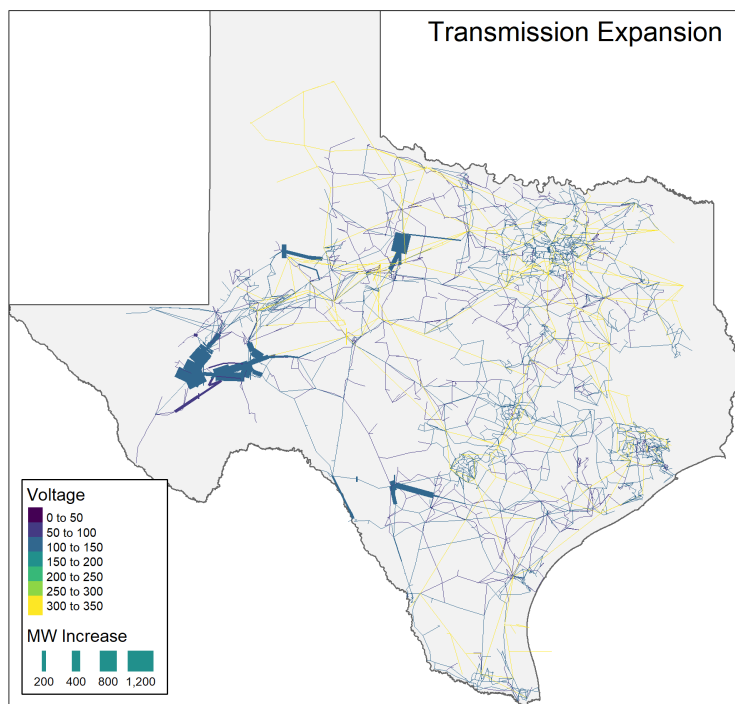 Transmission Expansion
Voltage
0 to 50
50 to 100
100 to 150
150 to 200
200 to 250
250 to 300
300 to 350
MW Increase
200 400 800 1,200